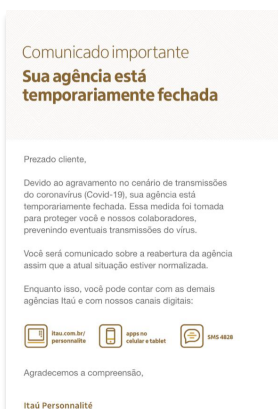 Comunicado importante
Sua agência está
temporariamente fechada
Prezado cliente,
Devido ao agravamento no cenário de transmissões
do coronavírus (Covid-19), sua agência está
temporariamente fechada. Essa medida foi tomada
para proteger você e nossos colaboradores,
prevenindo eventuais transmissões do vírus.
Você será comunicado sobre a reabertura da agência
assim que a atual situação estiver normalizada.
Enquanto isso, você pode contar com as demais
agências Itaú e com nossos canais digitais:
itau.com.br/
personnalite
apps no
celular e tablet
SMS 4828
Agradecemos a compreensão,
Itaú Personnalité